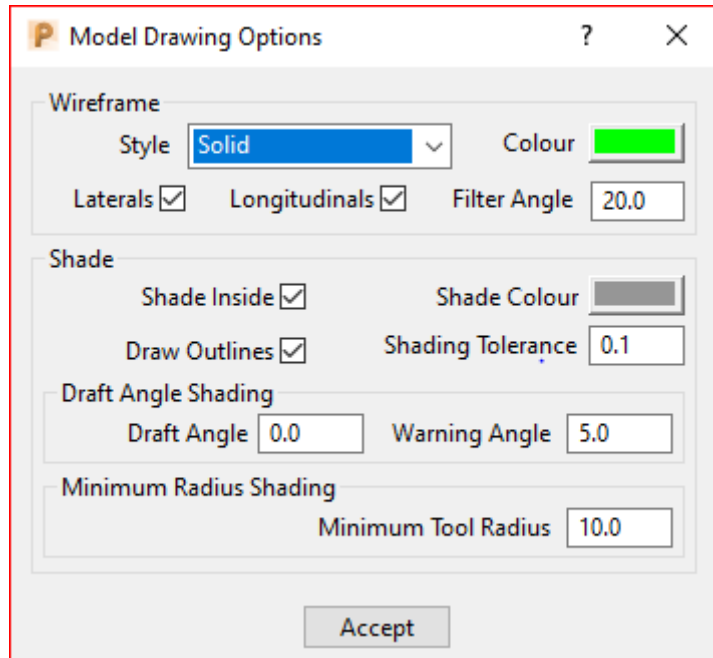 P Model Drawing Options ? X
Wireframe
Style Solid Colour
Laterals Longitudinals Filter Angle 20.0
Shade
Shade Inside Shade Colour
Draw Outlines Shading Tolerance 0.1
Draft Angle Shading
Draft Angle 0.0 Warning Angle 5.0
Minimum Radius Shading
Minimum Tool Radius 10.0
Accept